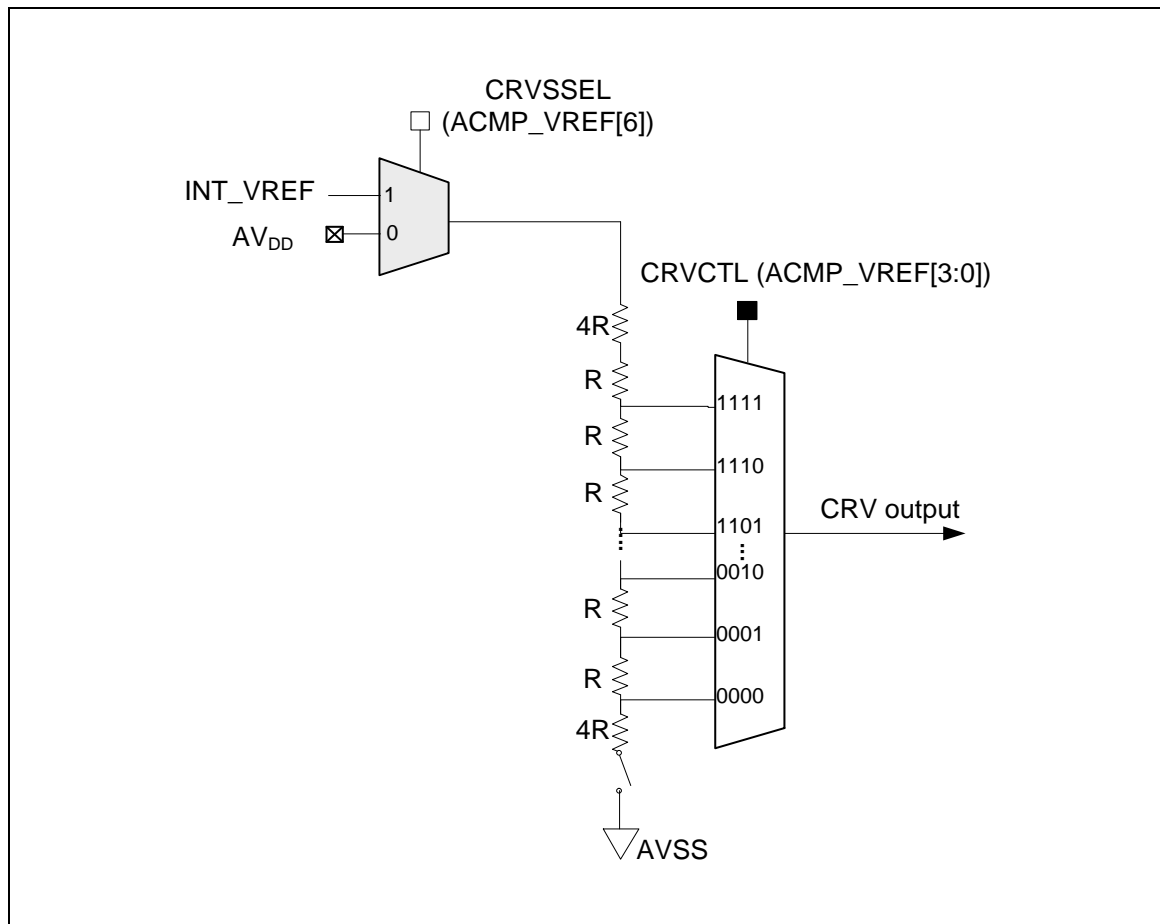 CRVSSEL
(ACMP_VREF[6])
INT_VREF
1
AVDD
0
CRVCTL (ACMP_VREF[3:0])
4R
R
1111
R
1110
R
1101
CRV output
0010
R
0001
R
0000
4R
AVSS